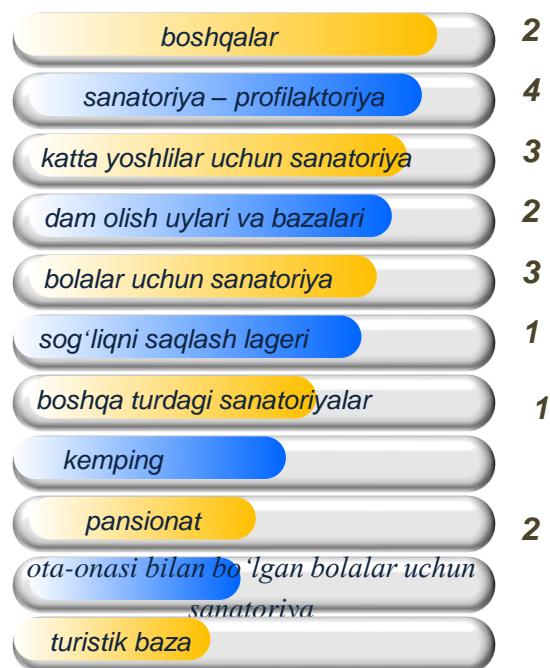 boshqalar 2
sanatoriya – profilaktoriya 4
katta yoshlilar uchun sanatoriya 3
dam olish uylari va bazalari 2
bolalar uchun sanatoriya 3
sog‘liqni saqlash lageri 1
boshqa turdagi sanatoriyalar 1
kemping
pansionat 2
ota-onasi bilan bo‘lgan bolalar uchun
sanatoriya
turistik baza